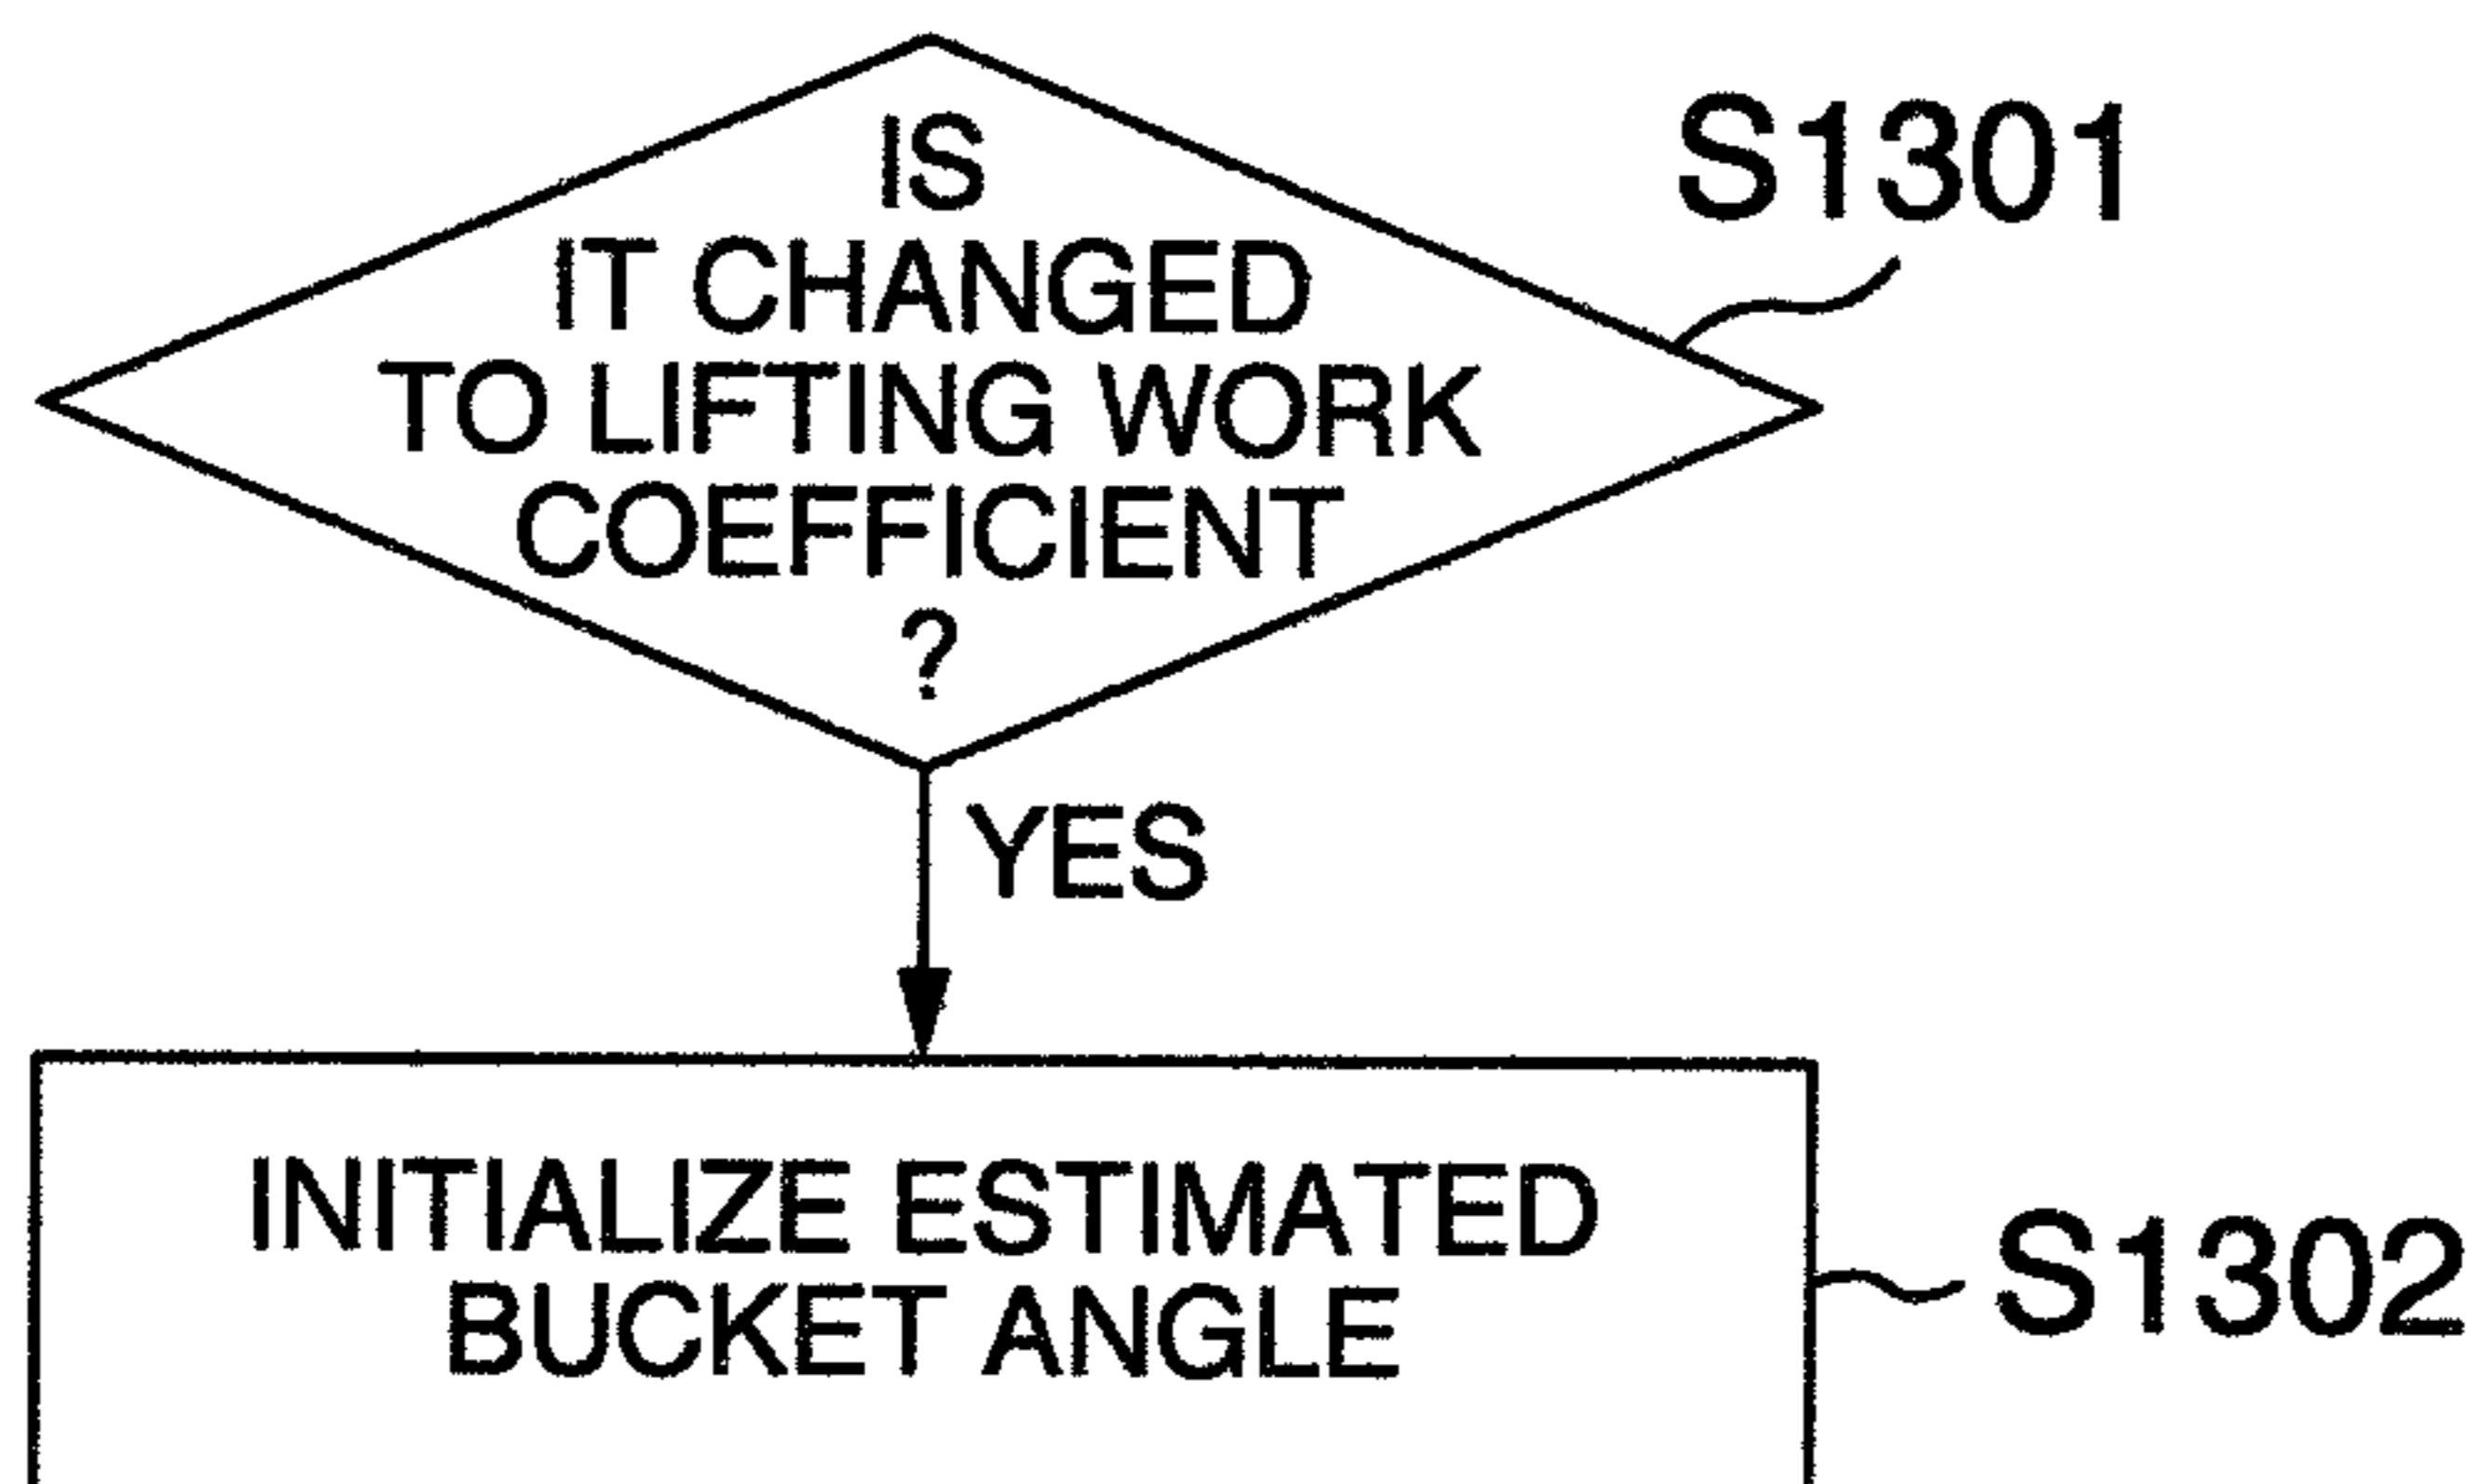 IS
IT CHANGED
TO LIFTING WORK
COEFFICIENT
?
S1301
YES
INITIALIZE ESTIMATED
BUCKET ANGLE
S1302